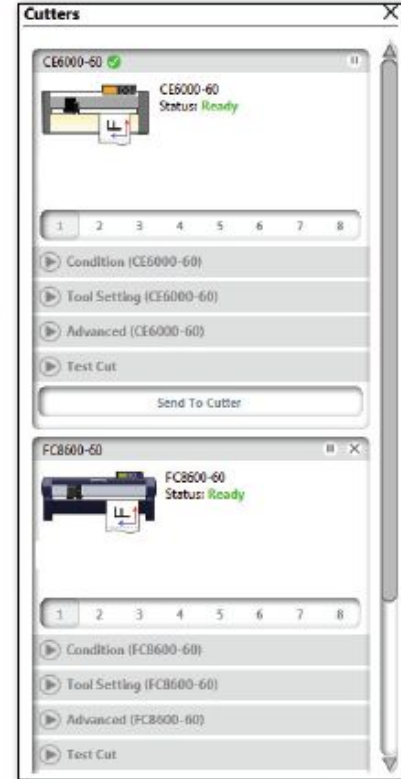 Cutters
CE6000-60
CE6000-60
Status: Ready
1 2 3 4 5 6 7 8
Condition (CE6000-60)
Tool Setting (CE6000-60)
Advanced (CE6000-60)
Test Cut
Send To Cutter
FC8600-60
FC8600-60
Status: Ready
1 2 3 4 5 6 7 8
Condition (FC8600-60)
Tool Setting (FC8600-60)
Advanced (FC8600-60)
Test Cut